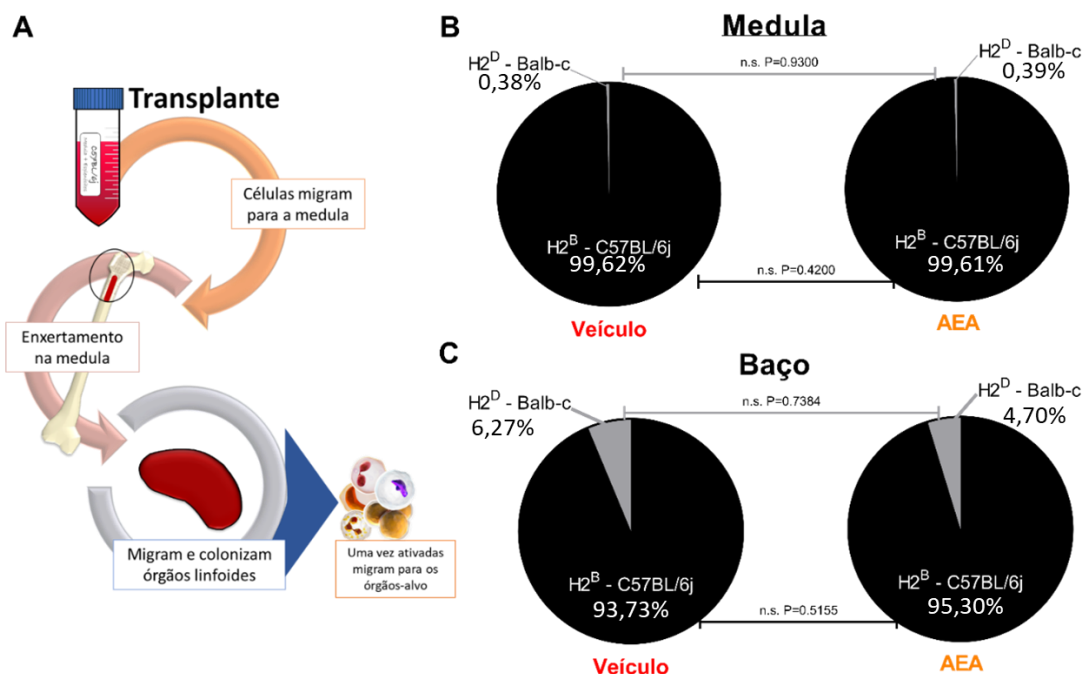 A
Transplante
C57BL/6j
Células migram
para a medula
Enxertamento
na medula
Migram e colonizam
órgãos linfoides
Uma vez ativadas
migram para os
órgãos-alvo
B
Medula
H2ᴰ - Balb-c
0,38%
n.s. P=0.9300
H2ᴰ - Balb-c
0,39%
H2ᴮ - C57BL/6j
99,62%
H2ᴮ - C57BL/6j
99,61%
n.s. P=0.4200
Veículo
AEA
C
Baço
H2ᴰ - Balb-c
6,27%
n.s. P=0.7384
H2ᴰ - Balb-c
4,70%
H2ᴮ - C57BL/6j
93,73%
H2ᴮ - C57BL/6j
95,30%
n.s. P=0.5155
Veículo
AEA